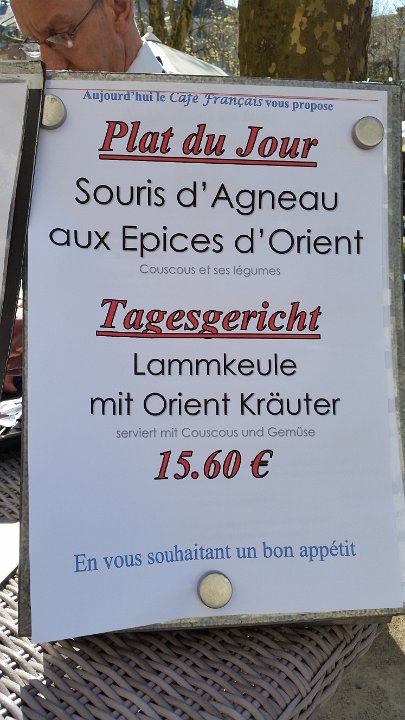 Aujourd'hui le Cafe Français vous propose
Plat du Jour
Souris d'Agneau
aux Epices d'Orient
Couscous et ses légumes
Tagesgericht
Lammkeule
mit Orient Kräuter
serviert mit Couscous und Gemüse
15.60 €
En vous souhaitant un bon appétit